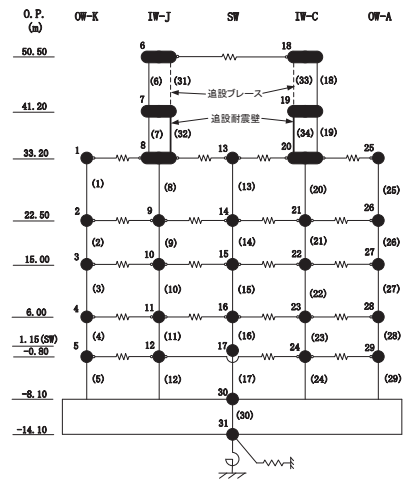 O.P. OW-K IW-J SW IW-C OW-A
(m)
50.50 6 18
(6) (31) (33) (18)
追設ブレース
41.20 7 19
追設耐震壁
(7) (32) (34) (19)
33.20 1 8 13 20 25
(1) (8) (13) (20) (25)
22.50 2 9 14 21 26
(2) (9) (14) (21) (26)
15.00 3 10 15 22 27
(3) (10) (15) (22) (27)
6.00 4 11 16 23 28
1.15(SW) (4) (11) (16) (23) (28)
-0.80 5 12 17 24 29
(5) (12) (17) (24) (29)
-8.10 30
(30)
-14.10 31